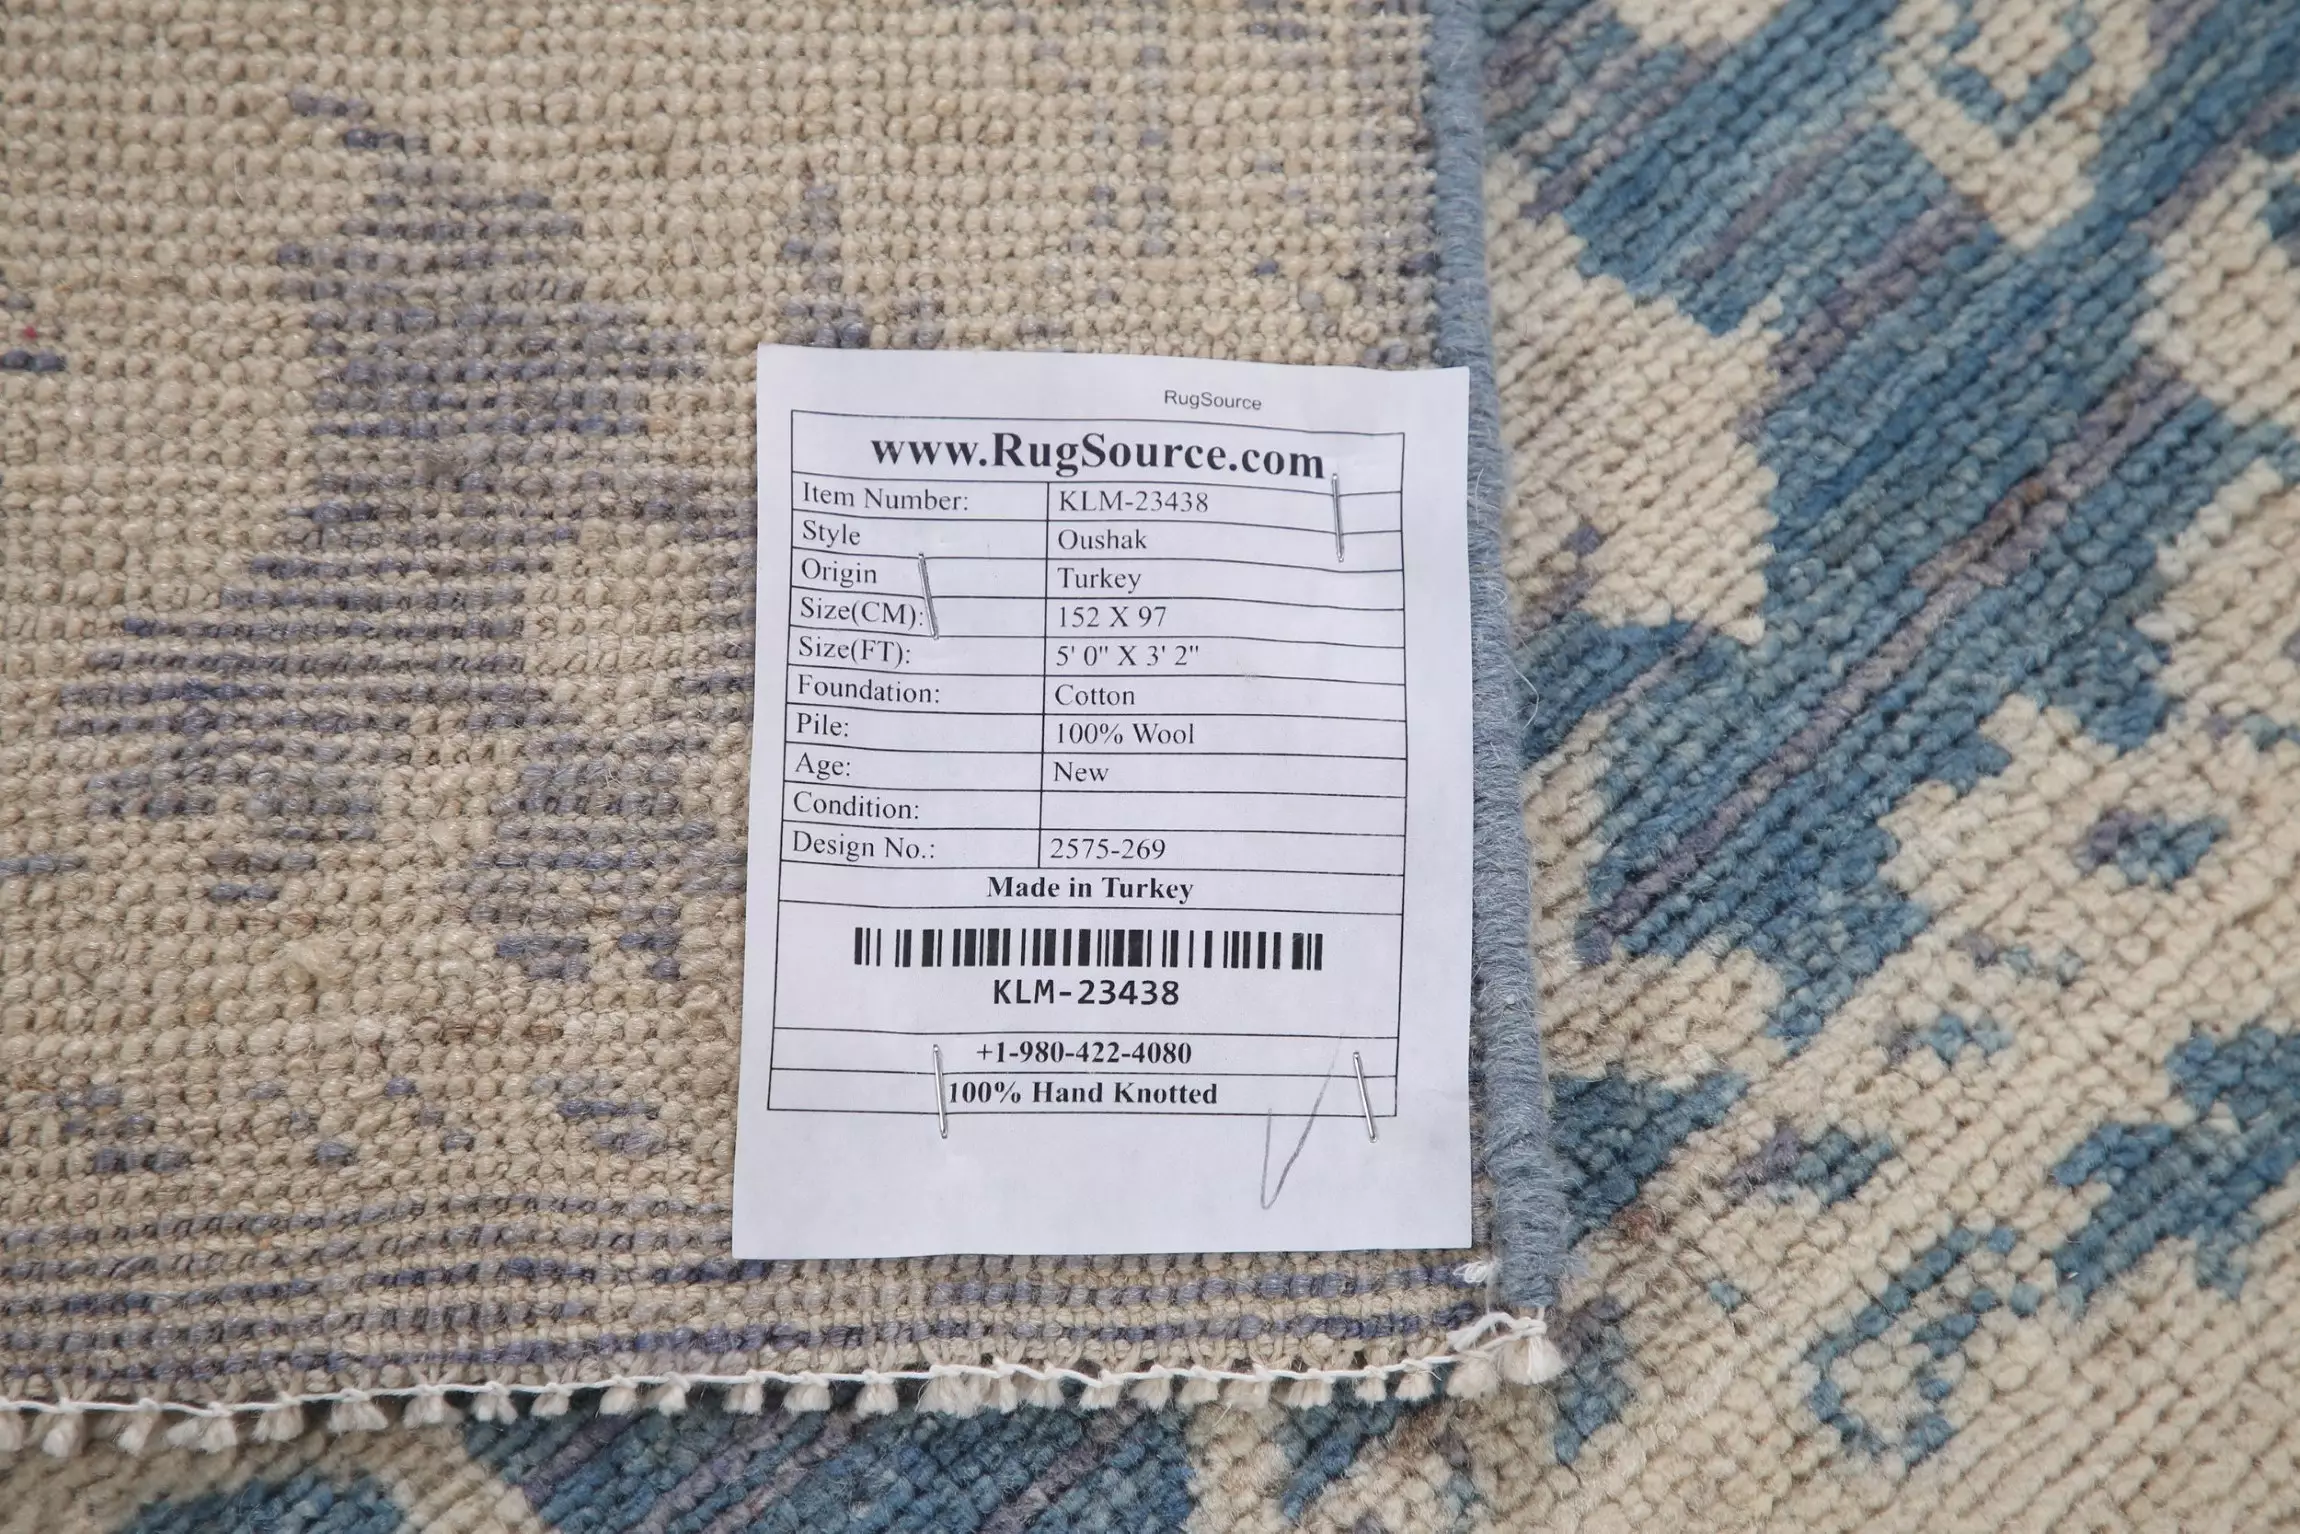 RugSource
www.RugSource.com
Item Number: KLM-23438
Style Oushak
Origin Turkey
Size(CM): 152 X 97
Size(FT): 5' 0" X 3' 2"
Foundation: Cotton
Pile: 100% Wool
Age: New
Condition:
Design No.: 2575-269
Made in Turkey
KLM-23438
+1-980-422-4080
100% Hand Knotted